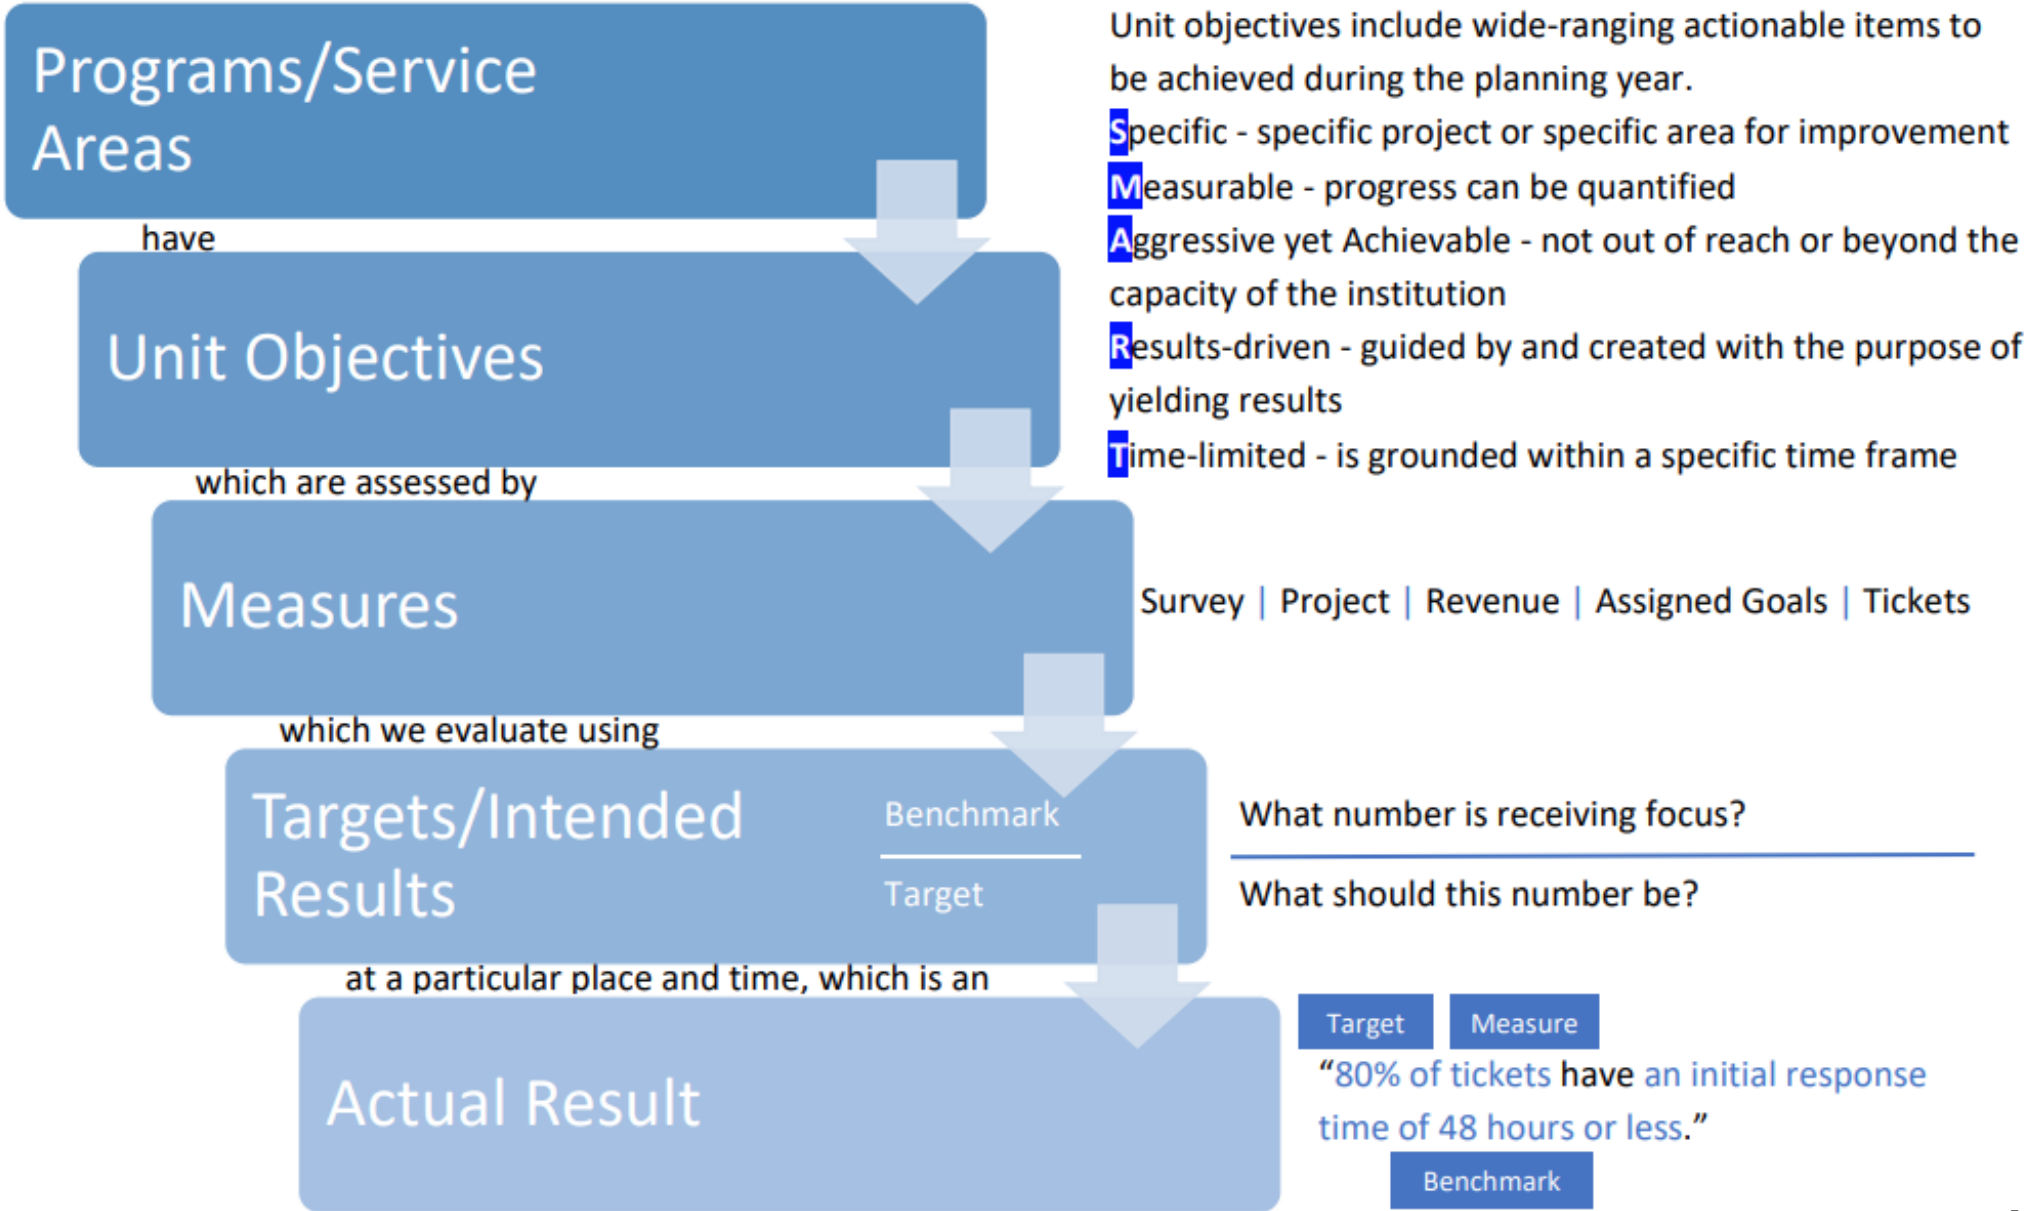 Programs/Service
Areas
have
Unit Objectives
which are assessed by
Measures
which we evaluate using
Targets/Intended
Results
Benchmark
Target
at a particular place and time, which is an
Actual Result
Unit objectives include wide-ranging actionable items to
be achieved during the planning year.
Specific - specific project or specific area for improvement
Measurable - progress can be quantified
Aggressive yet Achievable - not out of reach or beyond the
capacity of the institution
Results-driven - guided by and created with the purpose of
yielding results
Time-limited - is grounded within a specific time frame
Survey | Project | Revenue | Assigned Goals | Tickets
What number is receiving focus?
What should this number be?
Target Measure
“80% of tickets have an initial response
time of 48 hours or less.”
Benchmark